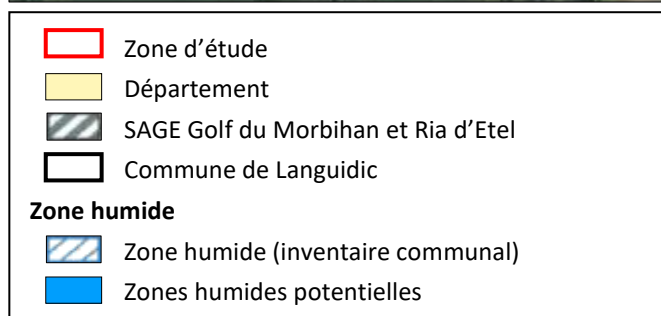 Zone d’étude
Département
SAGE Golf du Morbihan et Ria d’Etel
Commune de Languidic
Zone humide
Zone humide (inventaire communal)
Zones humides potentielles